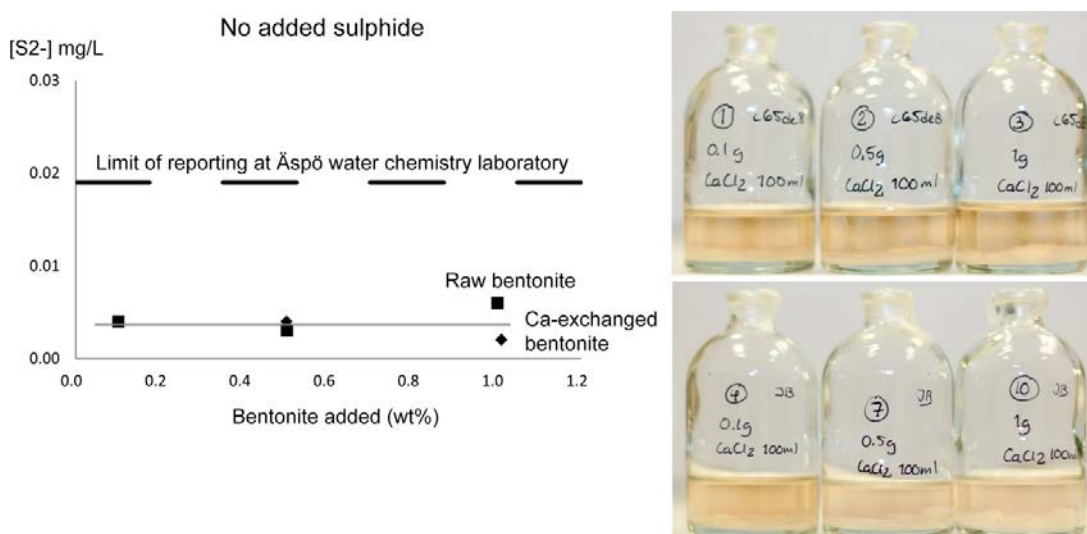 No added sulphide
[S2-] mg/L
0.03
Limit of reporting at Äspö water chemistry laboratory
0.02
0.01
Raw bentonite
Ca-exchanged
bentonite
0.00
0.0 0.2 0.4 0.6 0.8 1.0 1.2
Bentonite added (wt%)
① c65deB
0.1g
CaCl2 100ml
② c65deB
0.5g
CaCl2 100ml
③ c65deB
1g
CaCl2 100ml
④ JB
0.1g
CaCl2 100ml
⑦ JB
0.5g
CaCl2 100ml
⑩ JB
1g
CaCl2 100ml